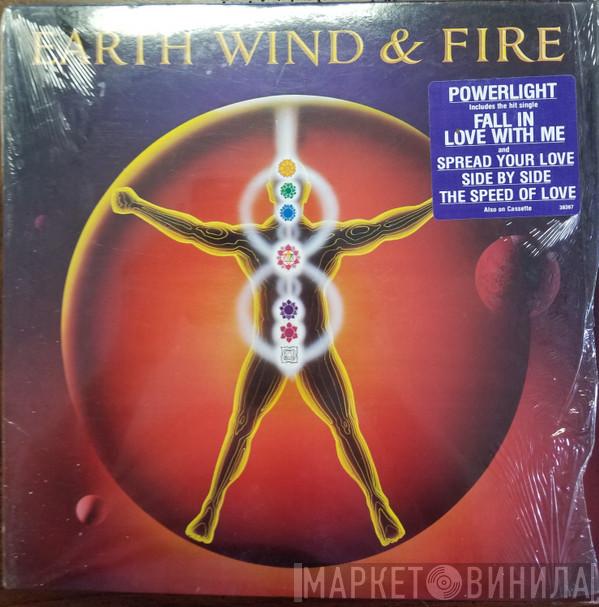 EARTH WIND & FIRE
POWERLIGHT
Includes the hit single
FALL IN
LOVE WITH ME
and
SPREAD YOUR LOVE
SIDE BY SIDE
THE SPEED OF LOVE
Also on Cassette 38367
МАРКЕТ ВИНИЛА